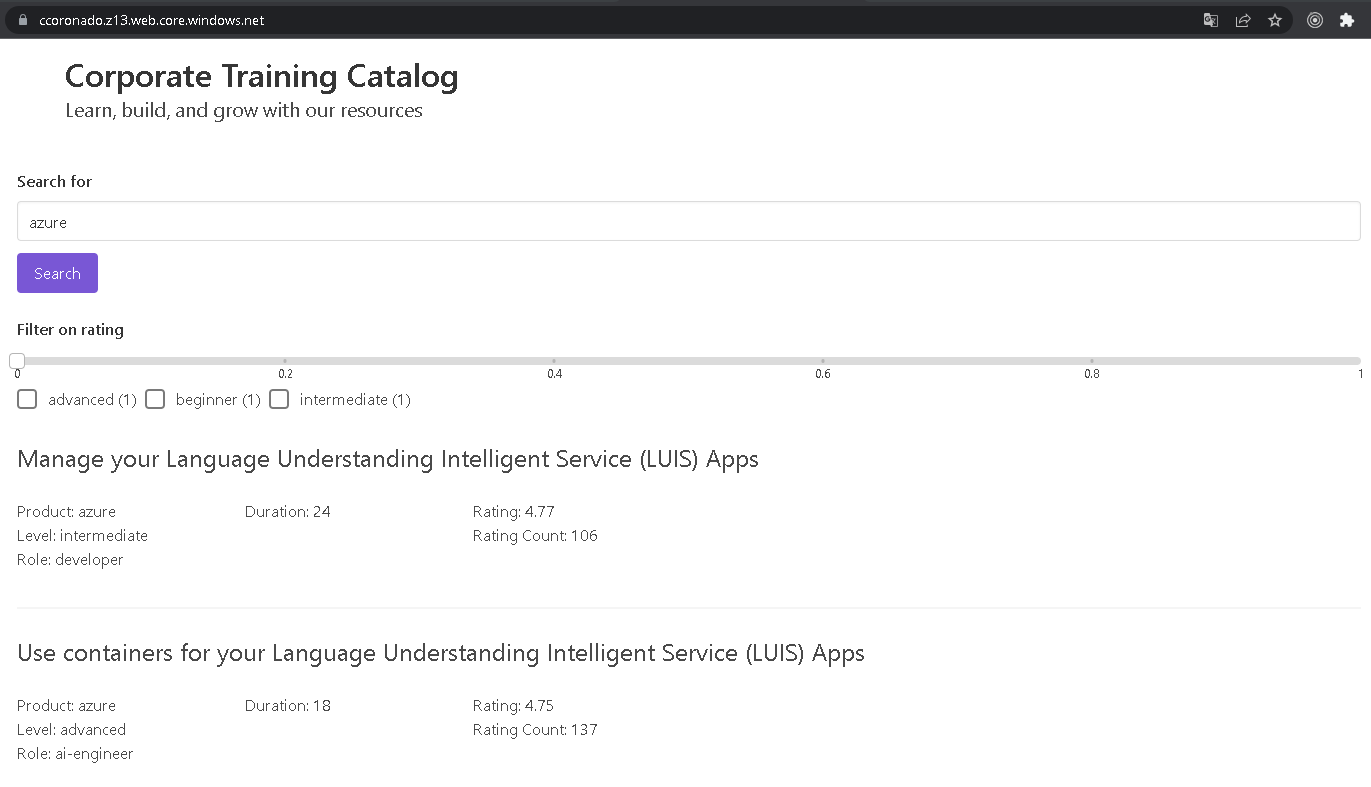 ccoronado.z13.web.core.windows.net
Corporate Training Catalog
Learn, build, and grow with our resources
Search for
azure
Search
Filter on rating
0 0.2 0.4 0.6 0.8 1
advanced (1) beginner (1) intermediate (1)
Manage your Language Understanding Intelligent Service (LUIS) Apps
Product: azure Duration: 24 Rating: 4.77
Level: intermediate Rating Count: 106
Role: developer
Use containers for your Language Understanding Intelligent Service (LUIS) Apps
Product: azure Duration: 18 Rating: 4.75
Level: advanced Rating Count: 137
Role: ai-engineer